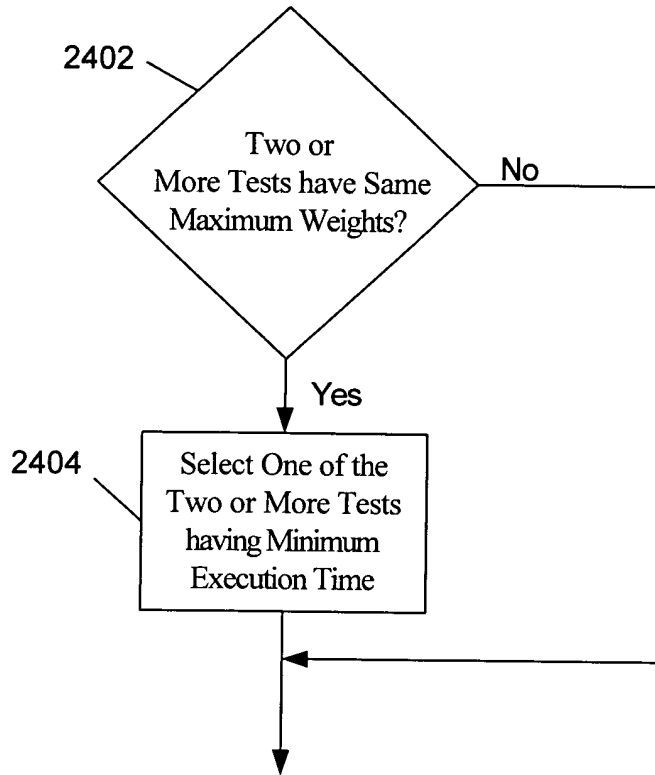 2402
Two or
More Tests have Same
Maximum Weights?
No
Yes
2404
Select One of the
Two or More Tests
having Minimum
Execution Time